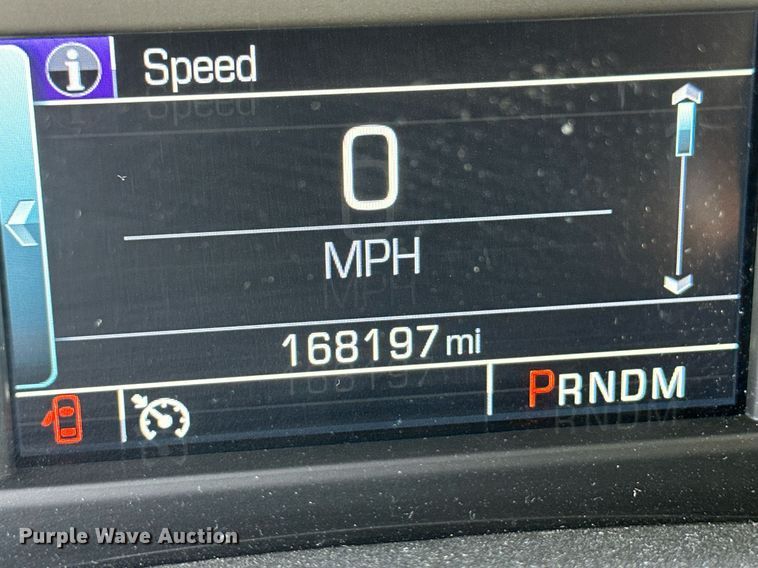 i Speed
0
MPH
168197 mi
PRNDM
Purple Wave Auction